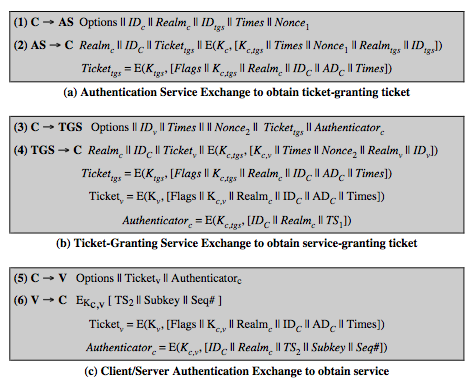 (1) C → AS Options || ID_c || Realm_c || ID_tgs || Times || Nonce_1
(2) AS → C Realm_c || ID_C || Ticket_tgs || E(K_c, [K_c,tgs || Times || Nonce_1 || Realm_tgs || ID_tgs])
Ticket_tgs = E(K_tgs, [Flags || K_c,tgs || Realm_c || ID_C || AD_C || Times])
(a) Authentication Service Exchange to obtain ticket-granting ticket
(3) C → TGS Options || ID_v || Times || || Nonce_2 || Ticket_tgs || Authenticator_c
(4) TGS → C Realm_c || ID_C || Ticket_v || E(K_c,tgs, [K_c,v || Times || Nonce_2 || Realm_v || ID_v])
Ticket_tgs = E(K_tgs, [Flags || K_c,tgs || Realm_c || ID_C || AD_C || Times])
Ticket_v = E(K_v, [Flags || K_c,v || Realm_c || ID_C || AD_C || Times])
Authenticator_c = E(K_c,tgs, [ID_C || Realm_c || TS_1])
(b) Ticket-Granting Service Exchange to obtain service-granting ticket
(5) C → V Options || Ticket_v || Authenticator_c
(6) V → C E_Kc,v [ TS_2 || Subkey || Seq# ]
Ticket_v = E(K_v, [Flags || K_c,v || Realm_c || ID_C || AD_C || Times])
Authenticator_c = E(K_c,v, [ID_C || Realm_c || TS_2 || Subkey || Seq#])
(c) Client/Server Authentication Exchange to obtain service